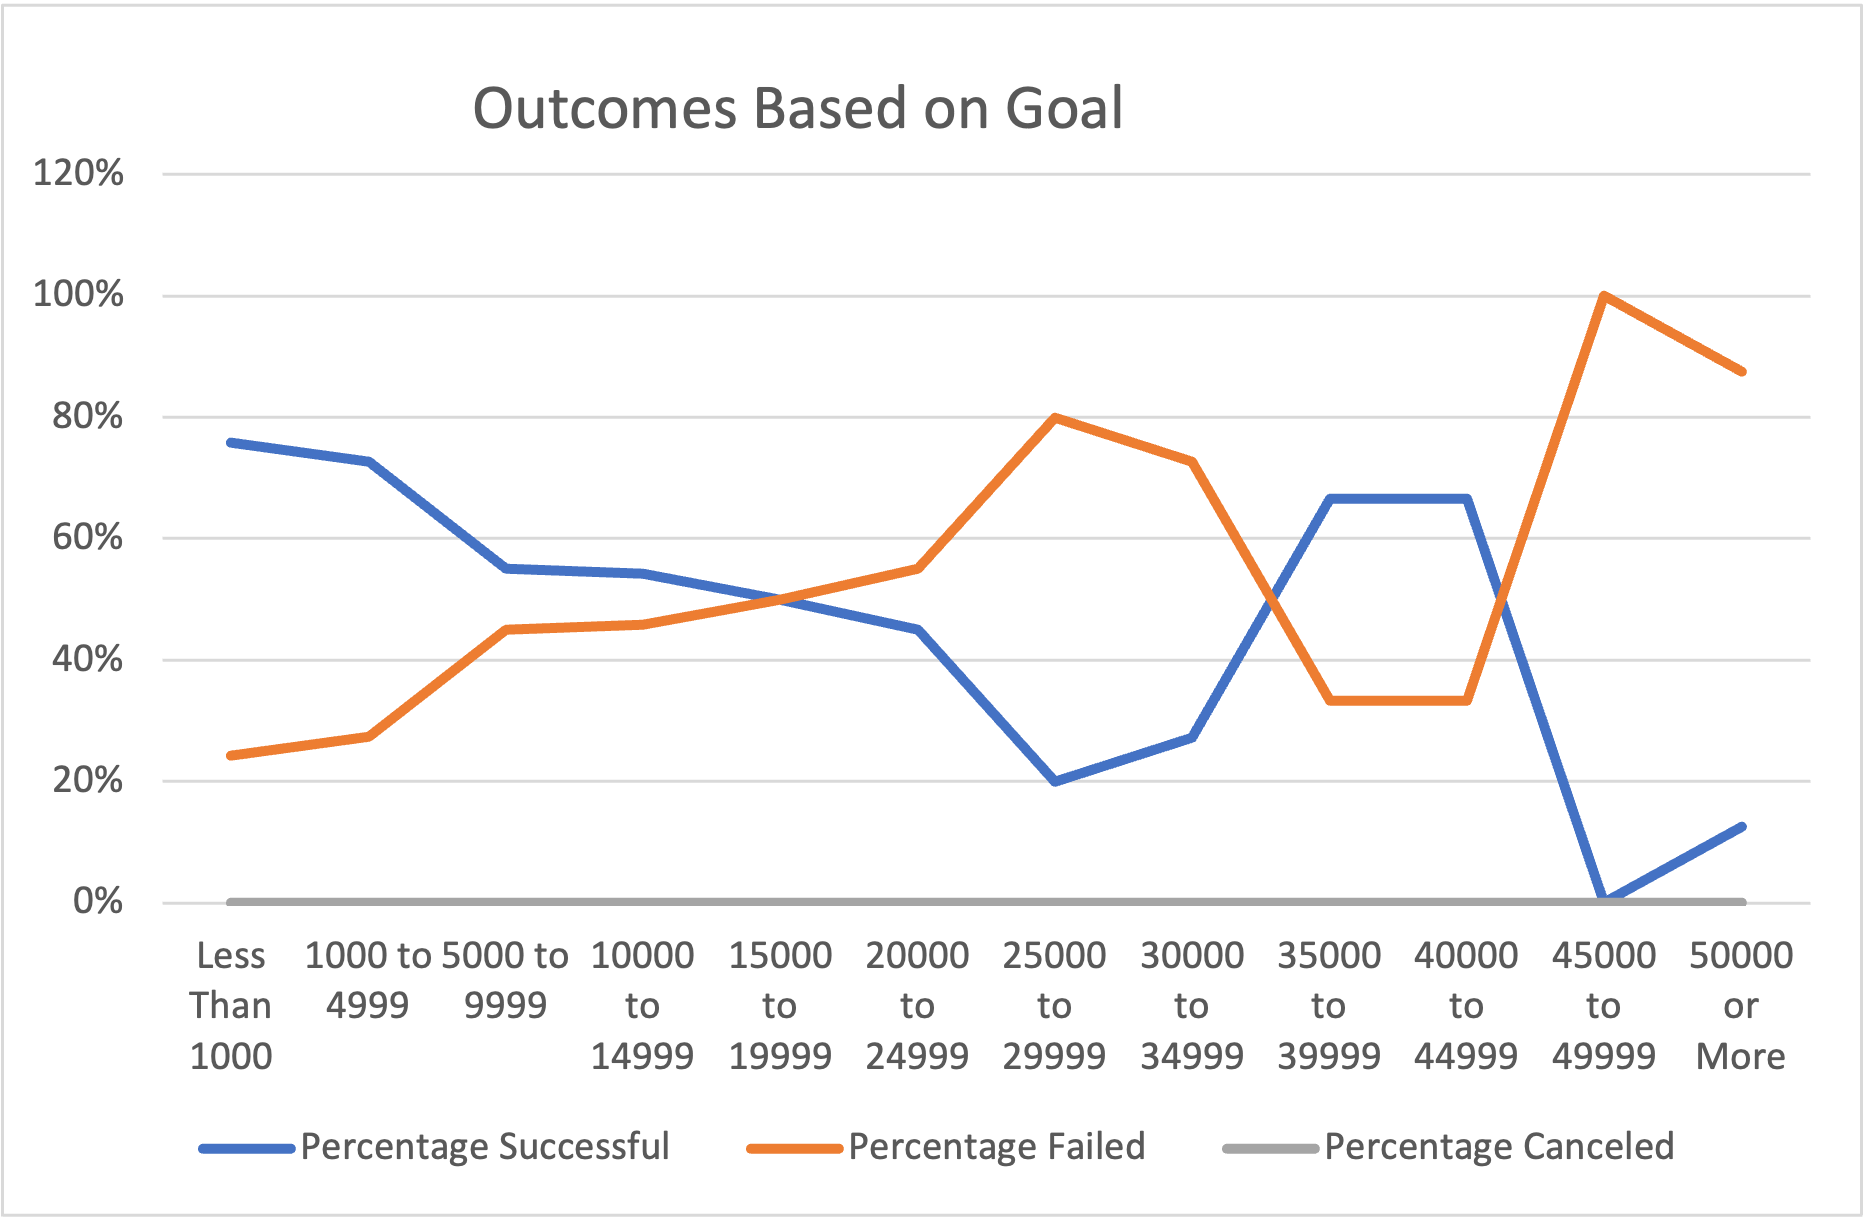 Outcomes Based on Goal
120%
100%
80%
60%
40%
20%
0%
Less Than 1000
1000 to 4999
5000 to 9999
10000 to 14999
15000 to 19999
20000 to 24999
25000 to 29999
30000 to 34999
35000 to 39999
40000 to 44999
45000 to 49999
50000 or More
Percentage Successful
Percentage Failed
Percentage Canceled